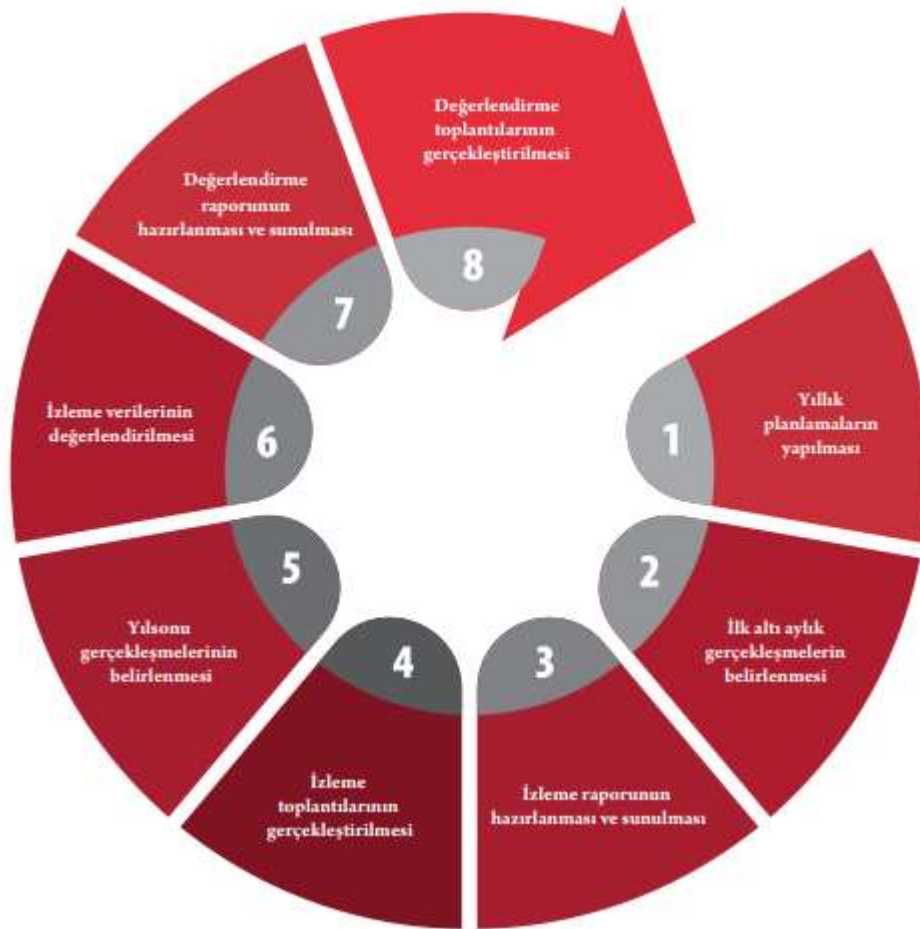 1
Yıllık
planlamaların
yapılması
2
İlk altı aylık
gerçekleşmelerin
belirlenmesi
3
İzleme raporunun
hazırlanması ve sunulması
4
İzleme
toplantılarının
gerçekleştirilmesi
5
Yılsonu
gerçekleşmelerinin
belirlenmesi
6
İzleme verilerinin
değerlendirilmesi
7
Değerlendirme
raporunun
hazırlanması ve sunulması
8
Değerlendirme
toplantılarının
gerçekleştirilmesi